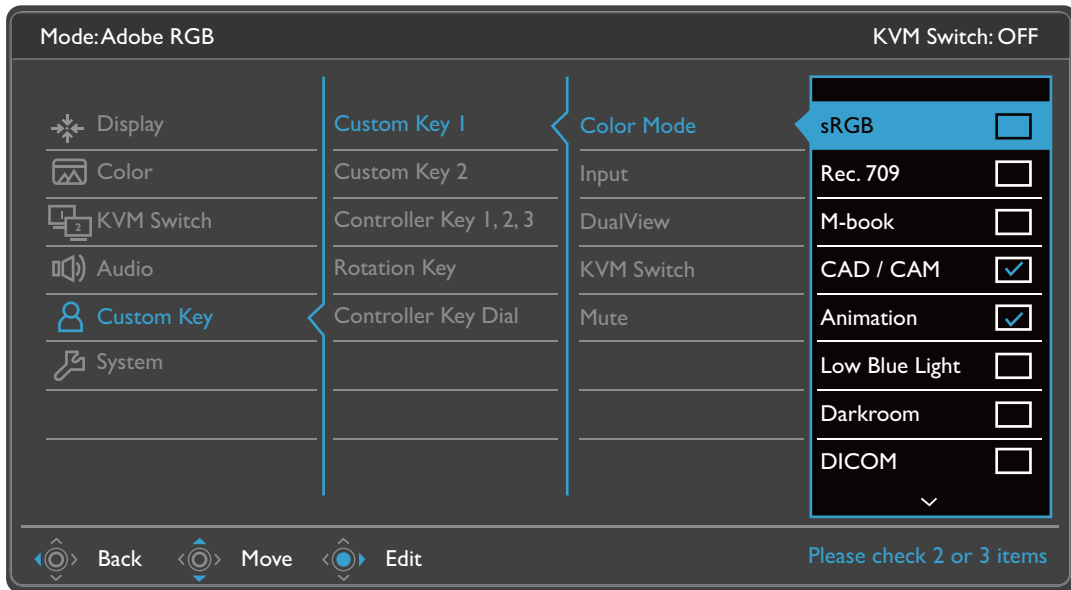 Mode: Adobe RGB
KVM Switch: OFF
Display
Color
1 2 KVM Switch
Audio
Custom Key
System
Custom Key 1
Custom Key 2
Controller Key 1, 2, 3
Rotation Key
Controller Key Dial
Color Mode
Input
DualView
KVM Switch
Mute
sRGB
Rec. 709
M-book
CAD / CAM
Animation
Low Blue Light
Darkroom
DICOM
Back
Move
Edit
Please check 2 or 3 items